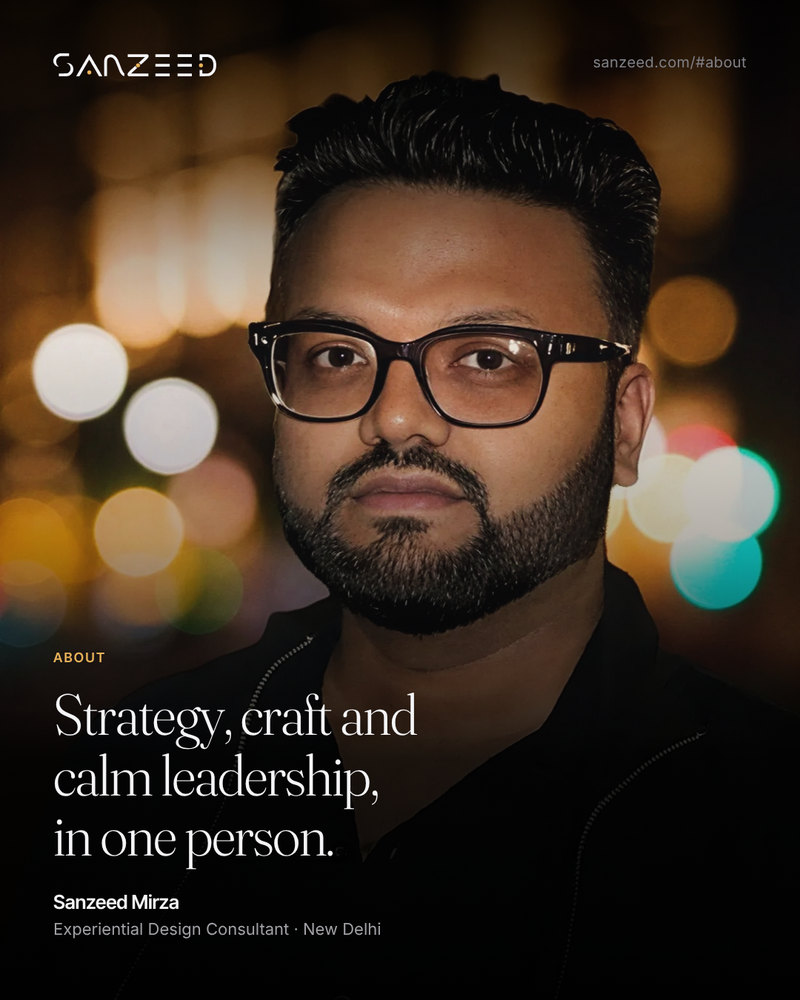 SANZEED
sanzeed.com/#about
ABOUT
Strategy, craft and
calm leadership,
in one person.
Sanzeed Mirza
Experiential Design Consultant · New Delhi